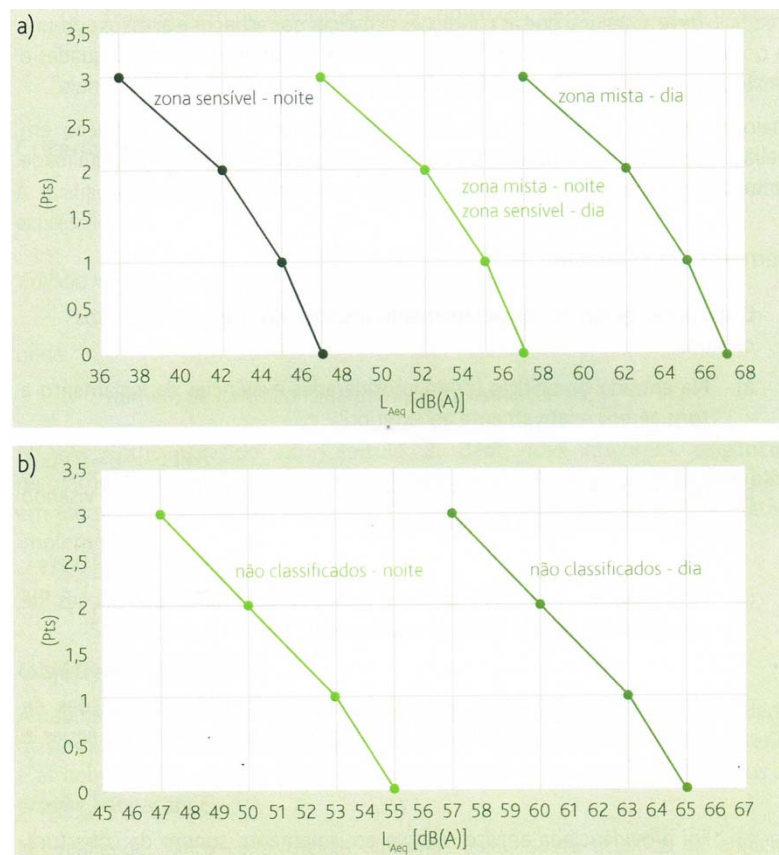 a)
3,5
3
2,5
2
1,5
1
0,5
0
(Pts)
zona sensível - noite
zona mista - noite
zona sensível - dia
zona mista - dia
36 38 40 42 44 46 48 50 52 54 56 58 60 62 64 66 68
L Aeq [dB(A)]
b)
3,5
3
2,5
2
1,5
1
0,5
0
(Pts)
não classificados - noite
não classificados - dia
45 46 47 48 49 50 51 52 53 54 55 56 57 58 59 60 61 62 63 64 65 66 67
L Aeq [dB(A)]